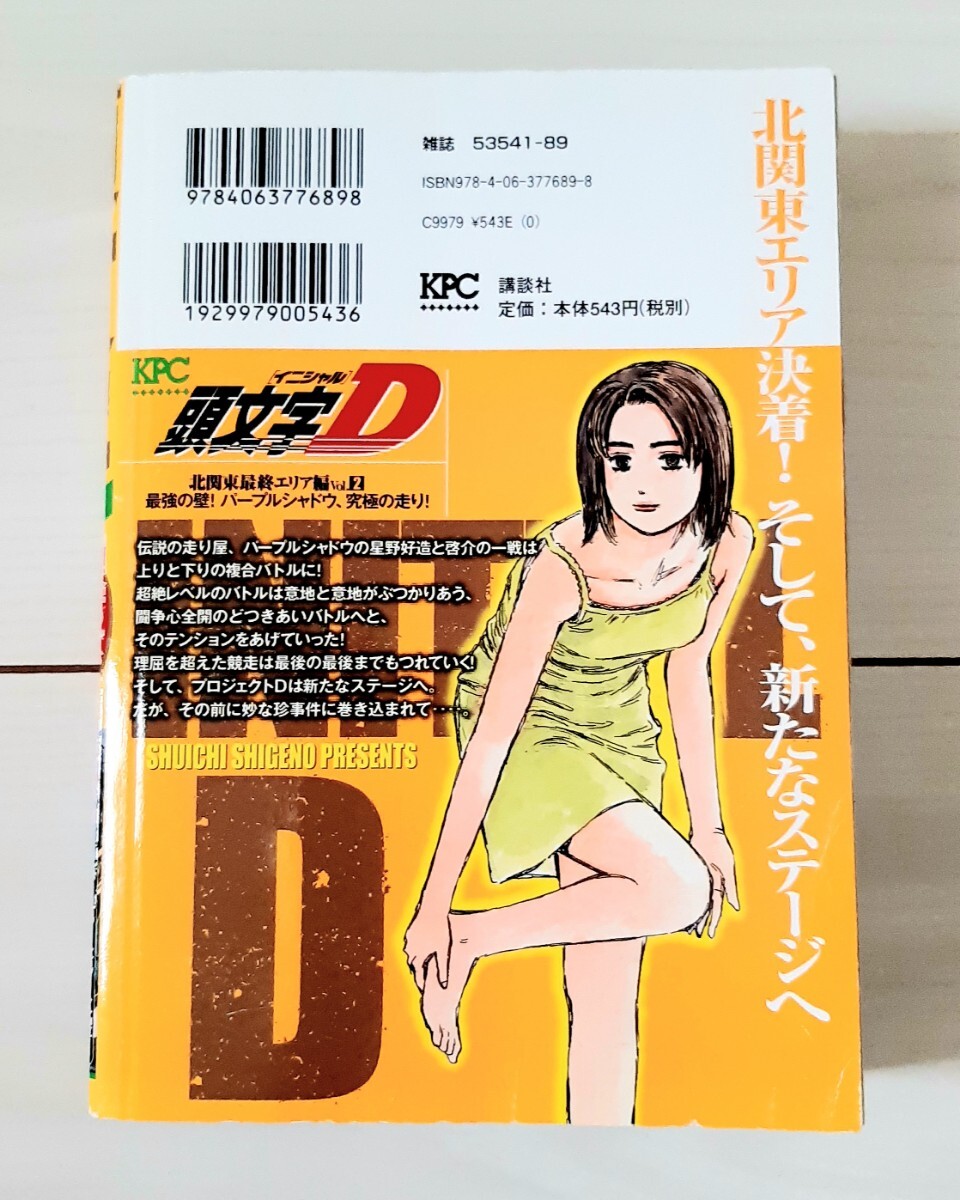 9784063776898
1929979005436
雑誌 53541-89
ISBN978-4-06-377689-8
C9979 ¥543E (0)
KPC 講談社
定価：本体543円(税別)
北関東エリア決着！そして、新たなステージへ
KPC
[イニシャル]
頭文字D
北関東最終エリア編Vol.2
最強の壁！パープルシャドウ、究極の走り！
伝説の走り屋、パープルシャドウの星野好造と啓介の一戦は
上りと下りの複合バトルに！
超絶レベルのバトルは意地と意地がぶつかりあう、
闘争心全開のどつきあいバトルへと、
そのテンションをあげていった！
理屈を超えた競走は最後の最後までもつれていく！
そして、プロジェクトDは新たなステージへ。
だが、その前に妙な珍事件に巻き込まれて‥‥。
SHUICHI SHIGENO PRESENTS
D